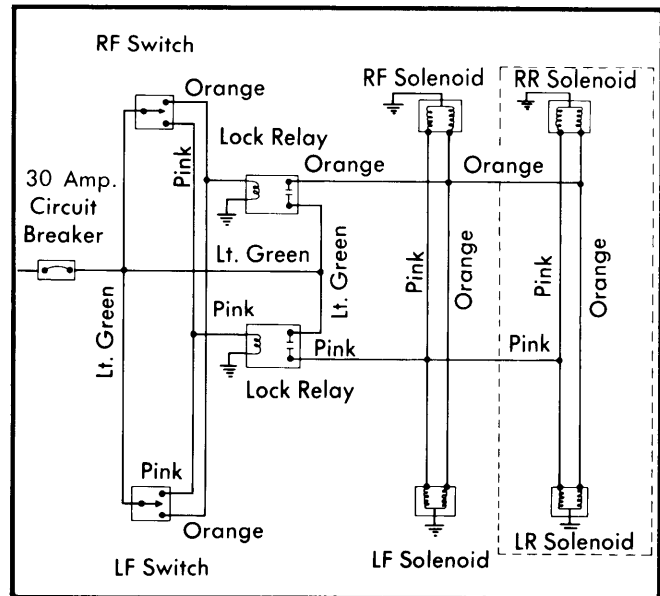 RF Switch
Orange
RF Solenoid
RR Solenoid
Lock Relay
Pink
Orange
Orange
30 Amp.
Circuit
Breaker
Lt. Green
Lt. Green
Pink
Orange
Pink
Orange
Lt. Green
Pink
Pink
Pink
Lock Relay
Pink
Orange
LF Switch
LF Solenoid
LR Solenoid